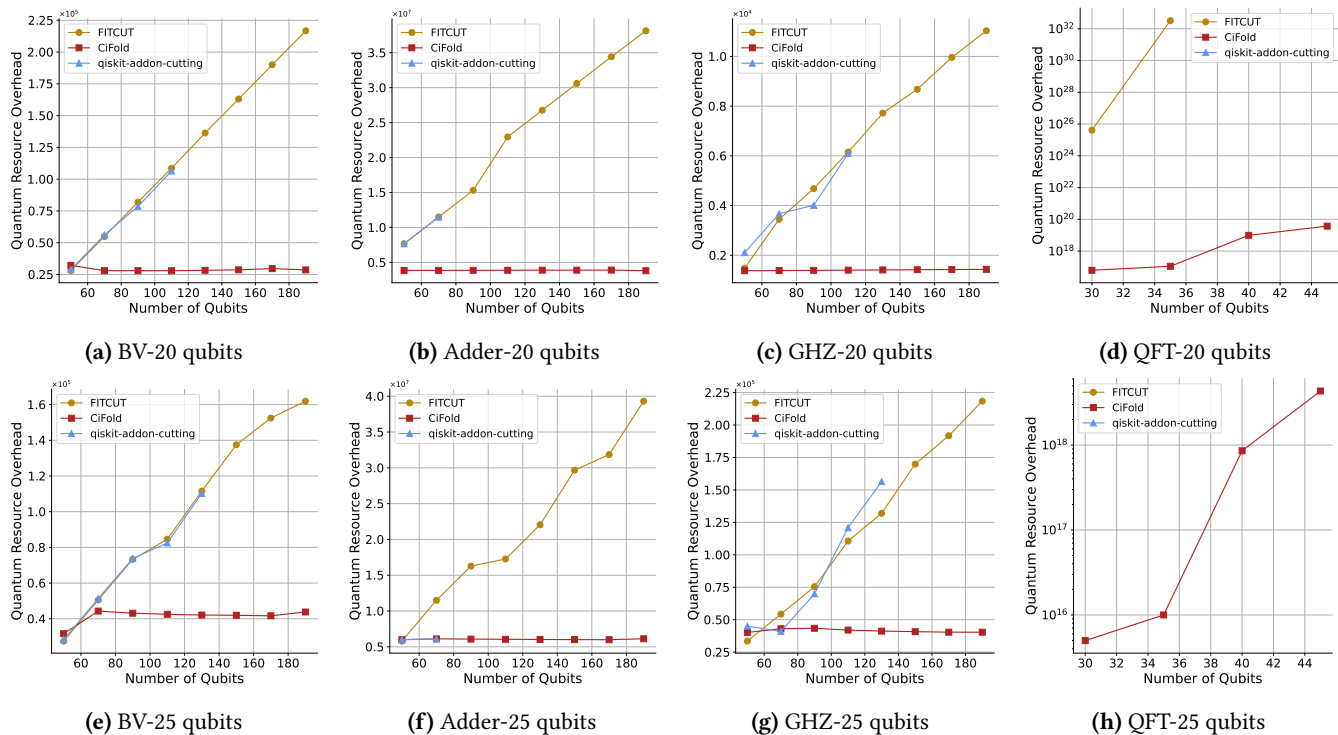 ×10⁵
2.25
2.00
1.75
1.50
1.25
1.00
0.75
0.50
0.25
Quantum Resource Overhead
FITCUT
CiFold
qiskit-addon-cutting
60 80 100 120 140 160 180
Number of Qubits
(a) BV-20 qubits
×10⁷
3.5
3.0
2.5
2.0
1.5
1.0
0.5
Quantum Resource Overhead
FITCUT
CiFold
qiskit-addon-cutting
60 80 100 120 140 160 180
Number of Qubits
(b) Adder-20 qubits
×10⁴
1.0
0.8
0.6
0.4
0.2
Quantum Resource Overhead
FITCUT
CiFold
qiskit-addon-cutting
60 80 100 120 140 160 180
Number of Qubits
(c) GHZ-20 qubits
10³²
10³⁰
10²⁸
10²⁶
10²⁴
10²²
10²⁰
10¹⁸
Quantum Resource Overhead
FITCUT
CiFold
qiskit-addon-cutting
30 32 34 36 38 40 42 44
Number of Qubits
(d) QFT-20 qubits
×10⁵
1.6
1.4
1.2
1.0
0.8
0.6
0.4
Quantum Resource Overhead
FITCUT
CiFold
qiskit-addon-cutting
60 80 100 120 140 160 180
Number of Qubits
(e) BV-25 qubits
×10⁷
4.0
3.5
3.0
2.5
2.0
1.5
1.0
0.5
Quantum Resource Overhead
FITCUT
CiFold
qiskit-addon-cutting
60 80 100 120 140 160 180
Number of Qubits
(f) Adder-25 qubits
×10⁵
2.25
2.00
1.75
1.50
1.25
1.00
0.75
0.50
0.25
Quantum Resource Overhead
FITCUT
CiFold
qiskit-addon-cutting
60 80 100 120 140 160 180
Number of Qubits
(g) GHZ-25 qubits
10¹⁸
10¹⁷
10¹⁶
Quantum Resource Overhead
FITCUT
CiFold
qiskit-addon-cutting
30 32 34 36 38 40 42 44
Number of Qubits
(h) QFT-25 qubits